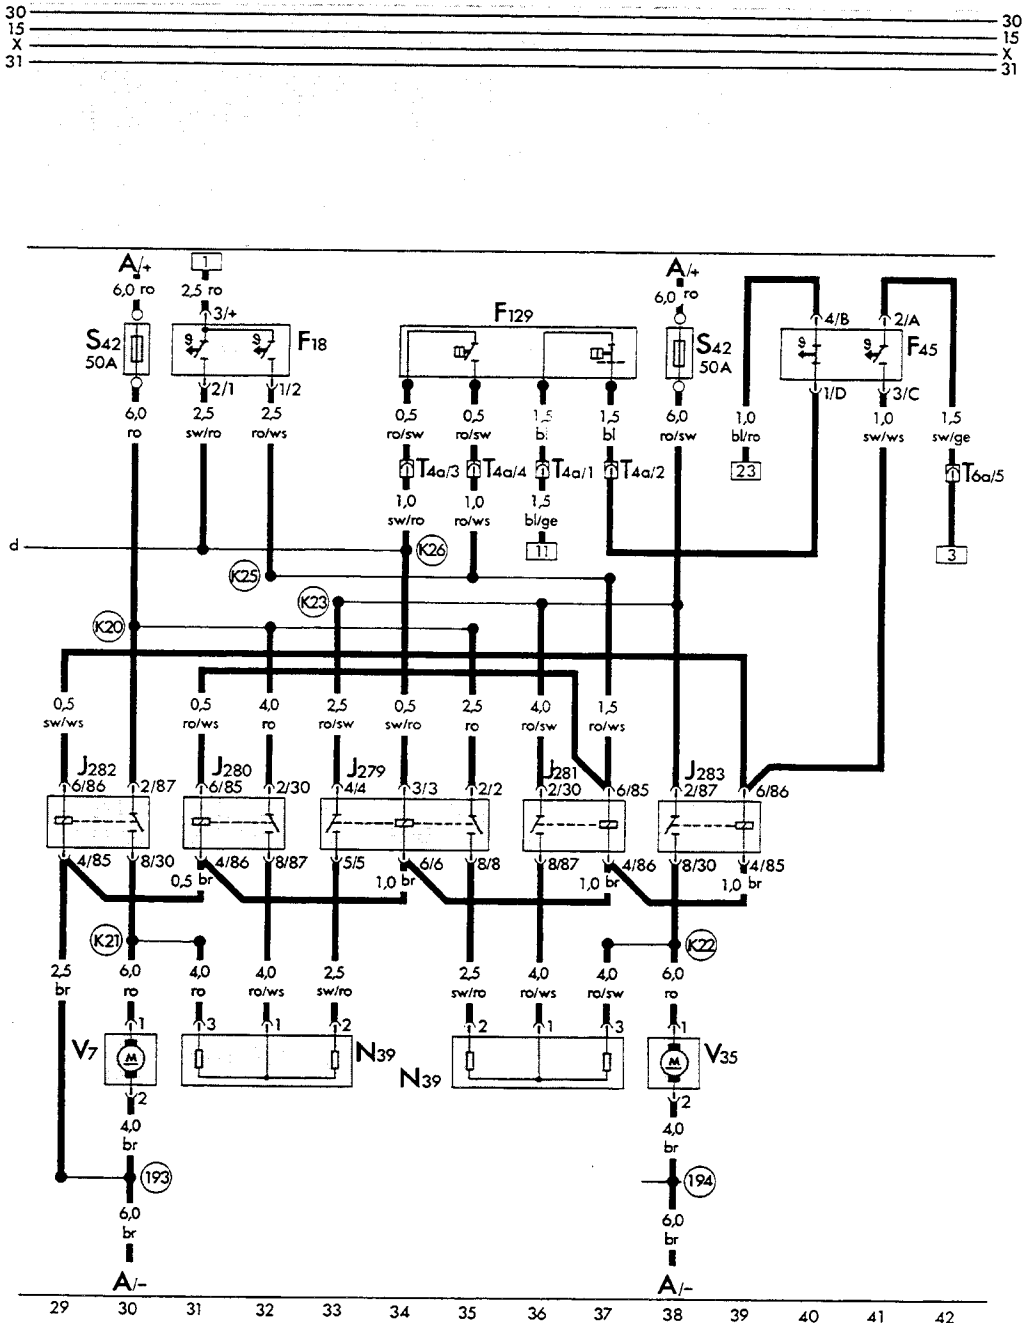 30 30
15 15
X X
31 31
A/+ 1 A/+
6,0 ro 2,5 ro 6,0 ro
3/+ F129 4/B 2/A
S42 F18 S42 F45
50A 50A
2/1 1/2 1/D 3/C
6,0 2,5 2,5 0,5 0,5 1,5 1,5 6,0 1,0 1,0 1,5
ro sw/ro ro/ws ro/sw ro/sw bl bl ro/sw bl/ro sw/ws sw/ge
T4a/3 T4a/4 T4a/1 T4a/2 23 T6a/5
1,0 1,0 1,5
sw/ro ro/ws bl/ge
d K26 11 3
K25
K23
K20
0,5 0,5 4,0 2,5 0,5 2,5 4,0 1,5
sw/ws ro/ws ro ro/sw sw/ro ro ro/sw ro/ws
J282 J280 J279 J281 J283
6/86 2/87 6/85 2/30 4/4 3/3 2/2 2/30 6/85 2/87 6/86
4/85 8/30 4/86 8/87 5/5 6/6 8/8 8/87 4/86 8/30 4/85
0,5 br 1,0 br 1,0 br 1,0 br
K21 K22
2,5 6,0 4,0 4,0 2,5 2,5 4,0 4,0 6,0
br ro ro ro/ws sw/ro sw/ro ro/ws ro/sw ro
1 3 1 2 2 1 3 1
V7 M N39 N39 M V35
2 2
4,0 4,0
br br
193 194
6,0 6,0
br br
A/− A/−
29 30 31 32 33 34 35 36 37 38 39 40 41 42